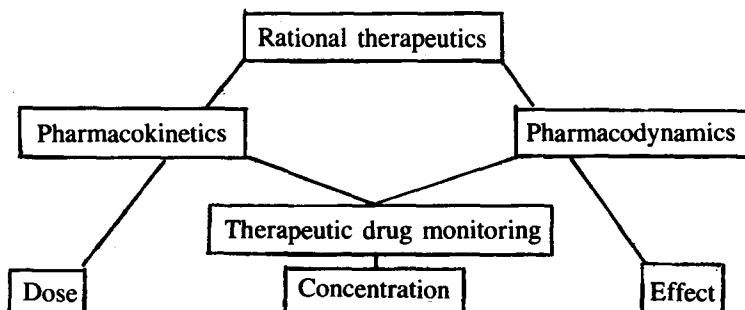 Rational therapeutics
Pharmacokinetics
Pharmacodynamics
Therapeutic drug monitoring
Dose
Concentration
Effect